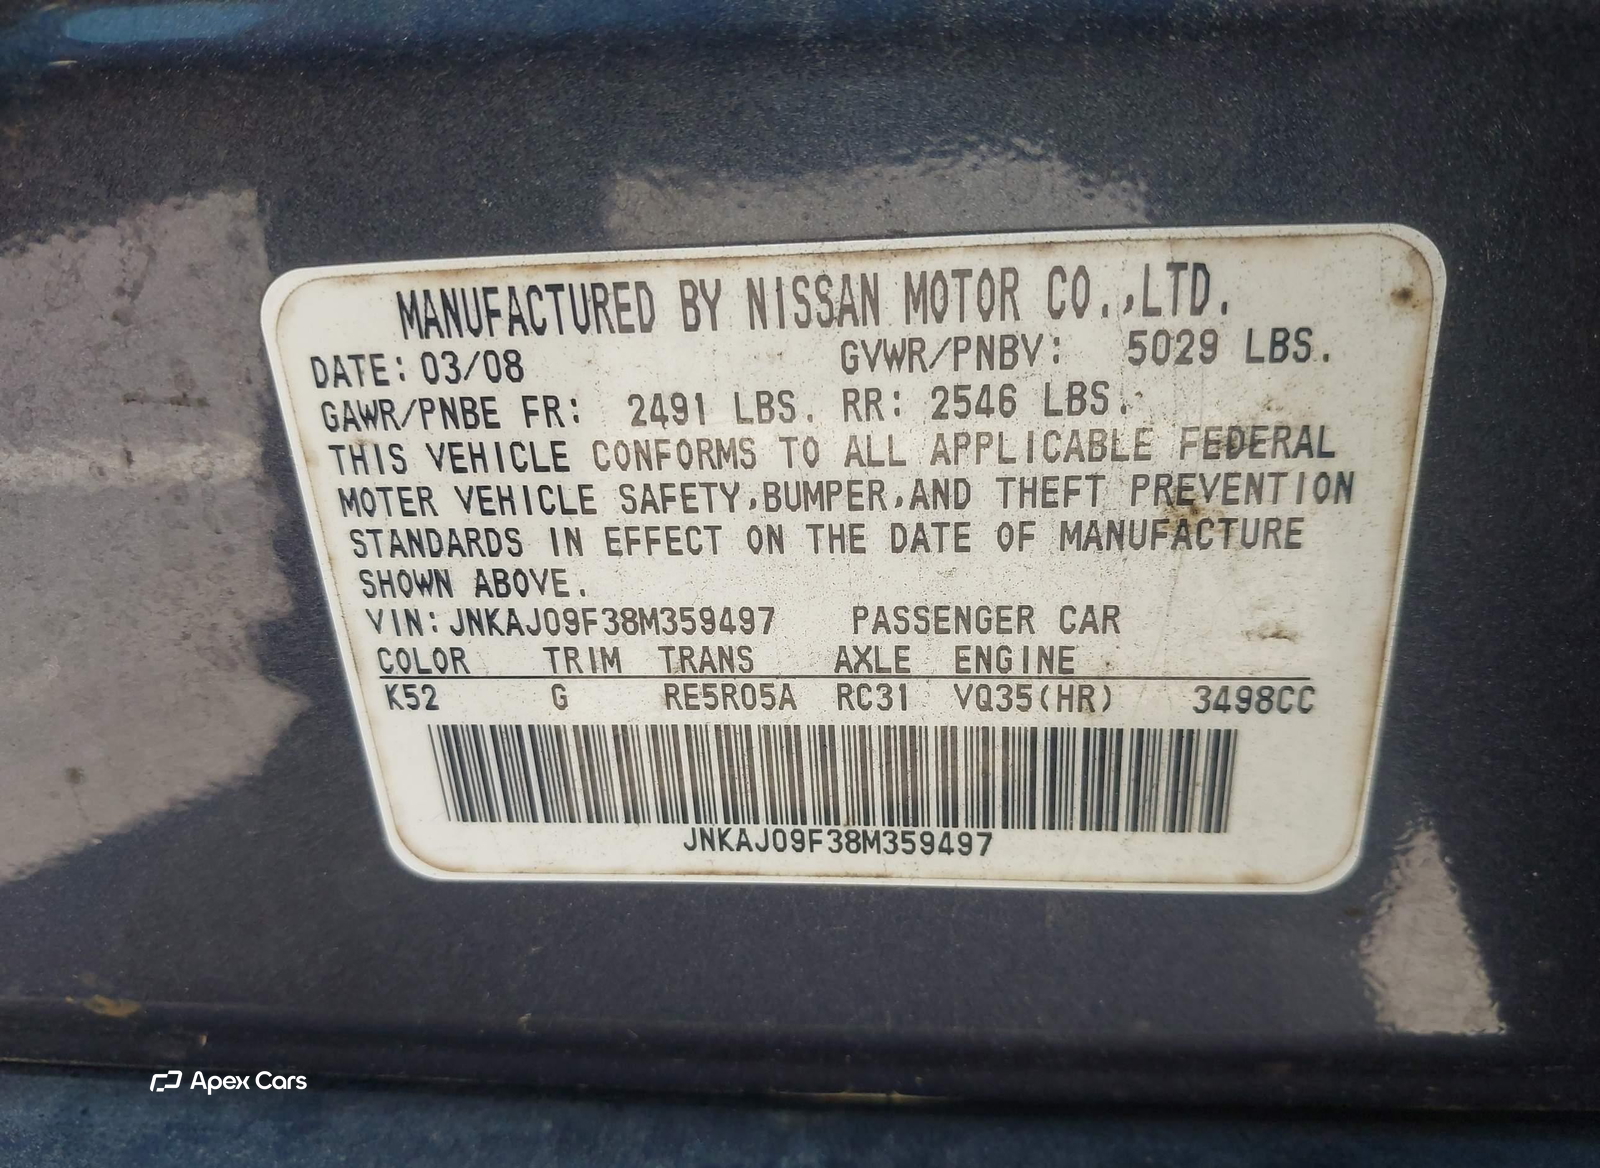 MANUFACTURED BY NISSAN MOTOR CO.,LTD.
DATE: 03/08 GVWR/PNBV: 5029 LBS.
GAWR/PNBE FR: 2491 LBS. RR: 2546 LBS.
THIS VEHICLE CONFORMS TO ALL APPLICABLE FEDERAL
MOTER VEHICLE SAFETY,BUMPER,AND THEFT PREVENTION
STANDARDS IN EFFECT ON THE DATE OF MANUFACTURE
SHOWN ABOVE.
VIN:JNKAJ09F38M359497 PASSENGER CAR
COLOR TRIM TRANS AXLE ENGINE
K52 G RE5R05A RC31 VQ35(HR) 3498CC
JNKAJ09F38M359497
Apex Cars